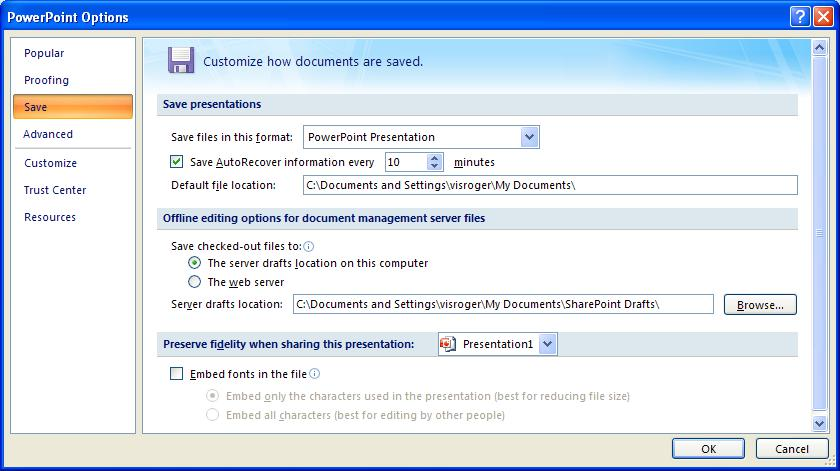 PowerPoint Options
Popular
Proofing
Save
Advanced
Customize
Trust Center
Resources
Customize how documents are saved.
Save presentations
Save files in this format: PowerPoint Presentation
Save AutoRecover information every 10 minutes
Default file location: C:\Documents and Settings\visroger\My Documents\
Offline editing options for document management server files
Save checked-out files to:
The server drafts location on this computer
The web server
Server drafts location: C:\Documents and Settings\visroger\My Documents\SharePoint Drafts\ Browse...
Preserve fidelity when sharing this presentation: Presentation1
Embed fonts in the file
Embed only the characters used in the presentation (best for reducing file size)
Embed all characters (best for editing by other people)
OK Cancel